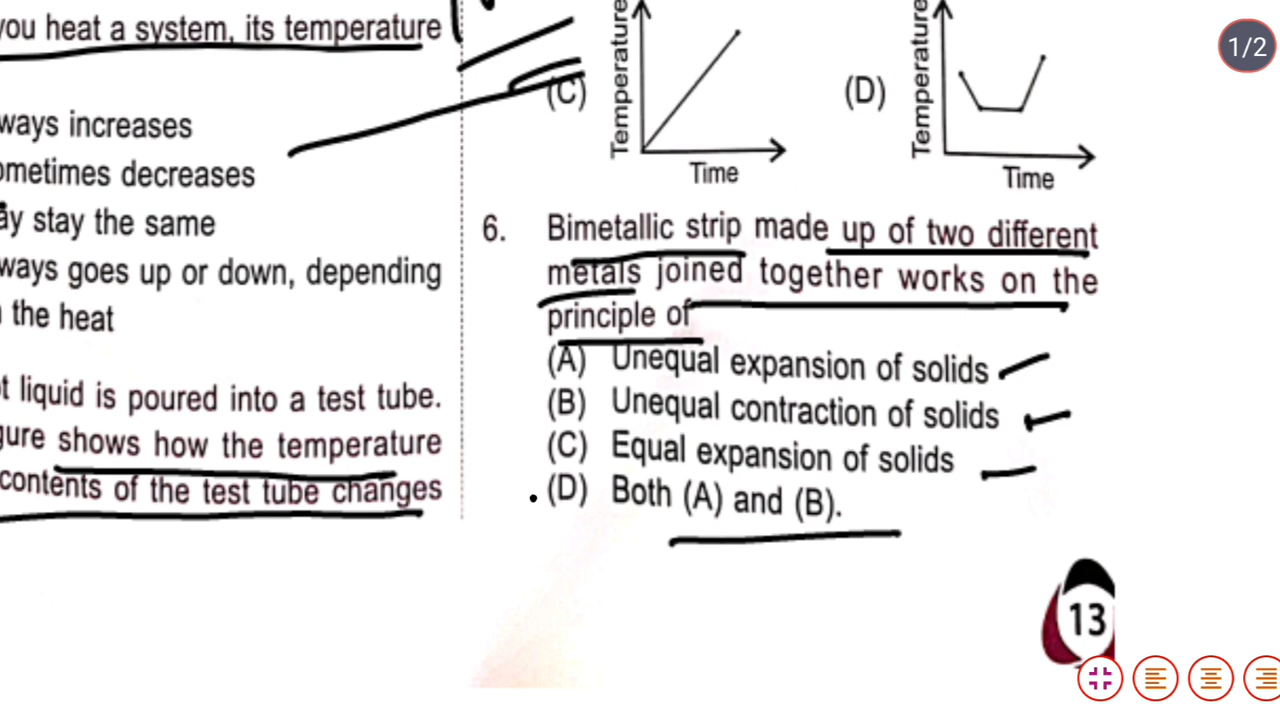 you heat a system, its temperature
ways increases
ometimes decreases
ay stay the same
ways goes up or down, depending
the heat
t liquid is poured into a test tube.
gure shows how the temperature
contents of the test tube changes
(C)
Temperature
Time
(D)
Temperature
Time
6. Bimetallic strip made up of two different
metals joined together works on the
principle of
(A) Unequal expansion of solids
(B) Unequal contraction of solids
(C) Equal expansion of solids
(D) Both (A) and (B).
13
1/2